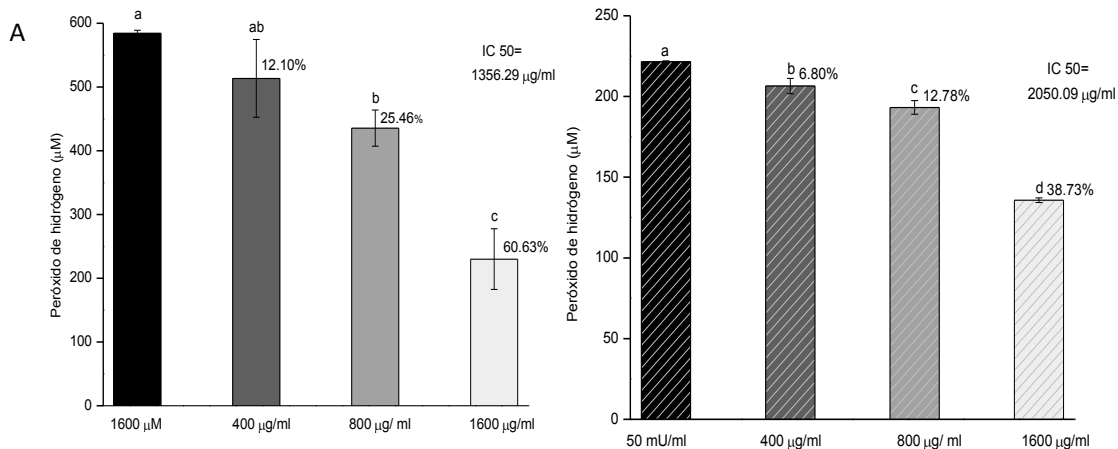 A
Peróxido de hidrógeno (µM)
600
500
400
300
200
100
0
a
ab
12.10%
b
25.46%
c
60.63%
IC 50=
1356.29 µg/ml
1600 µM
400 µg/ml
800 µg/ ml
1600 µg/ml
Peróxido de hidrógeno (µM)
250
200
150
100
50
0
a
b 6.80%
c
12.78%
d 38.73%
IC 50=
2050.09 µg/ml
50 mU/ml
400 µg/ml
800 µg/ ml
1600 µg/ml